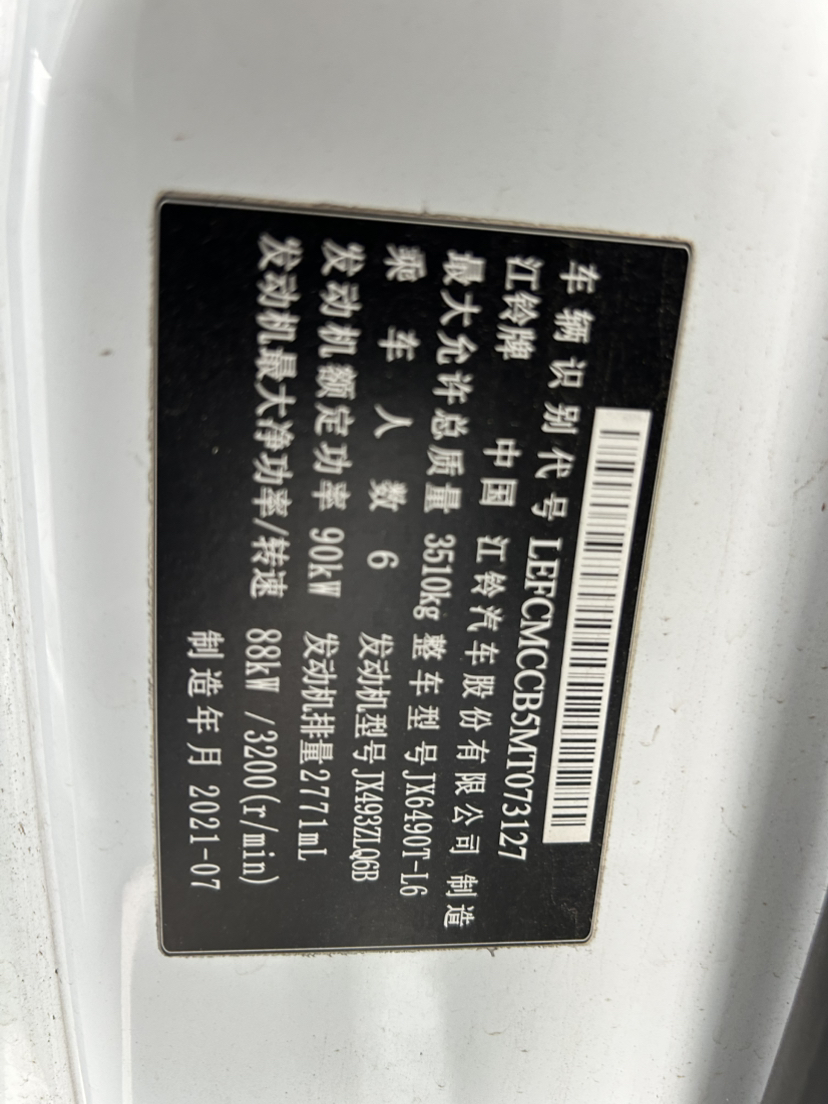 车辆识别代号 LEFCMCCB5MT073127
江铃牌 中国 江铃汽车股份有限公司 制造
最大允许总质量 3510kg 整车型号 JX6490T-L6
乘车人数 6 发动机型号 JX493ZLQ6B
发动机额定功率 90kW 发动机排量 2771mL
发动机最大净功率/转速 88kW /3200(r/min)
制造年月 2021-07